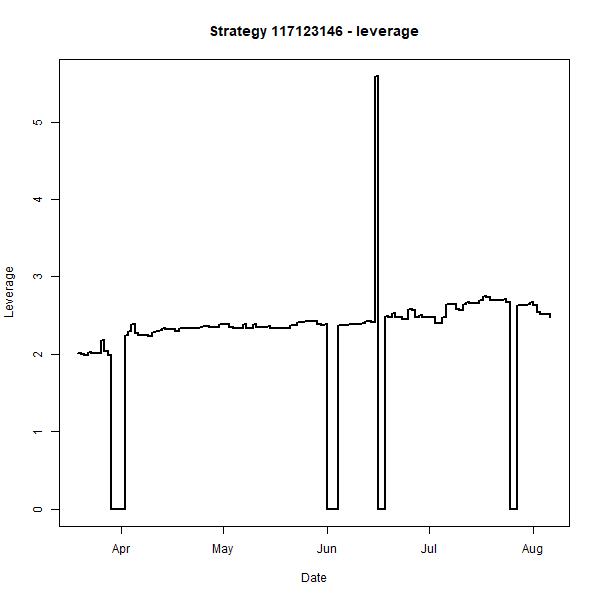 Strategy 117123146 - leverage
Leverage
5
4
3
2
1
0
Apr
May
Jun
Jul
Aug
Date